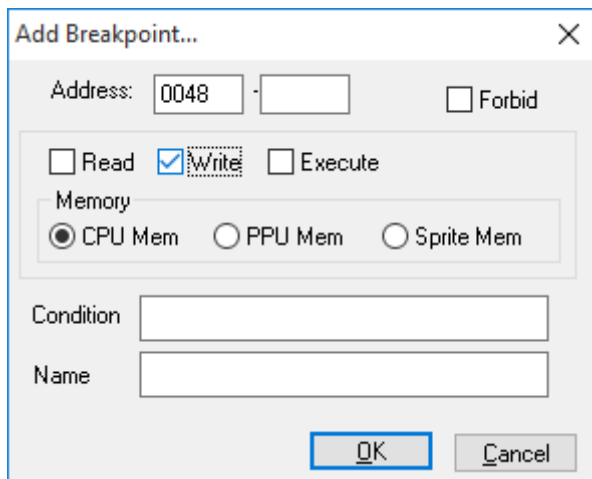 Add Breakpoint...
Address: 0048 - Forbid
Read Write Execute
Memory
CPU Mem PPU Mem Sprite Mem
Condition
Name
OK Cancel